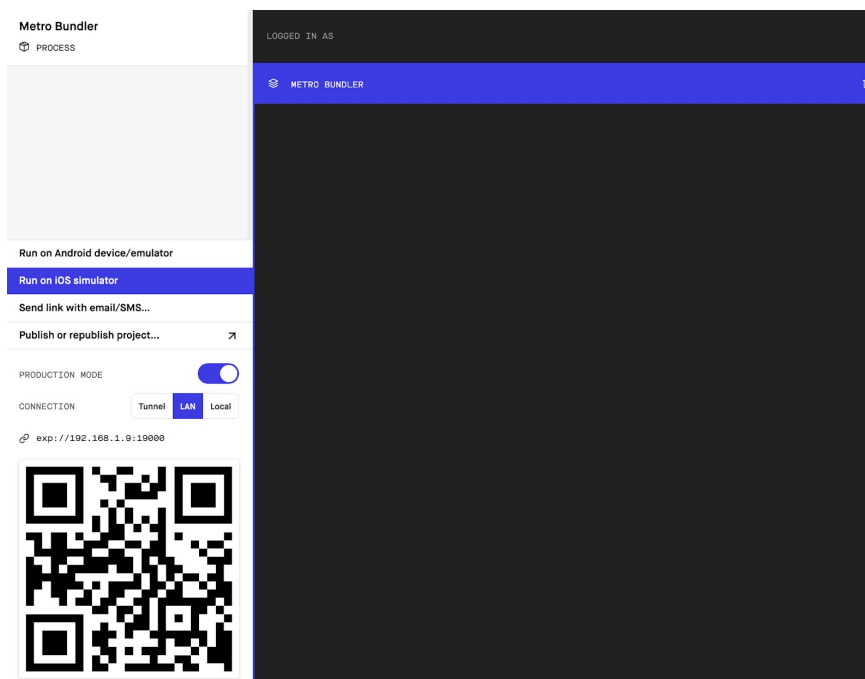 Metro Bundler
PROCESS
LOGGED IN AS
METRO BUNDLER
Run on Android device/emulator
Run on iOS simulator
Send link with email/SMS...
Publish or republish project...
PRODUCTION MODE
CONNECTION Tunnel LAN Local
exp://192.168.1.9:19000